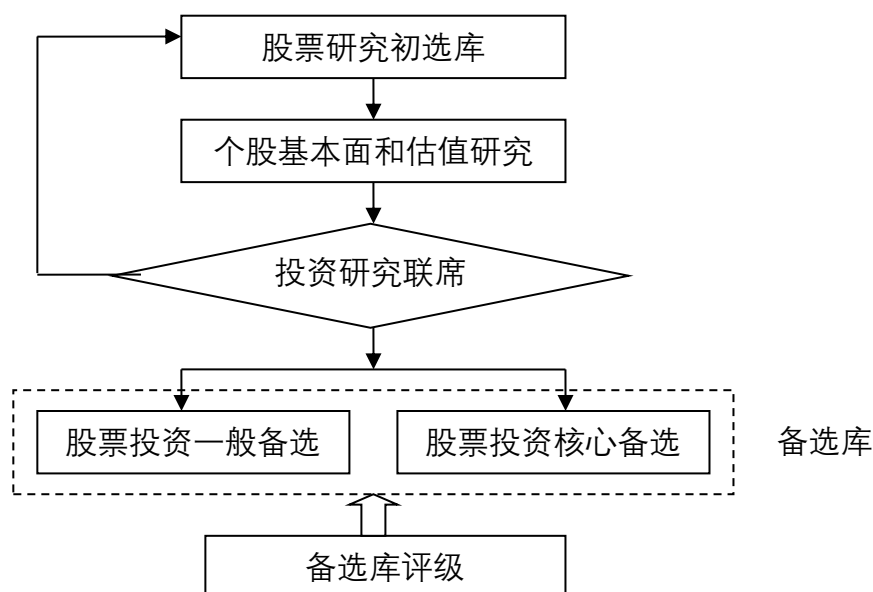 股票研究初选库
个股基本面和估值研究
投资研究联席
股票投资一般备选
股票投资核心备选
备选库
备选库评级